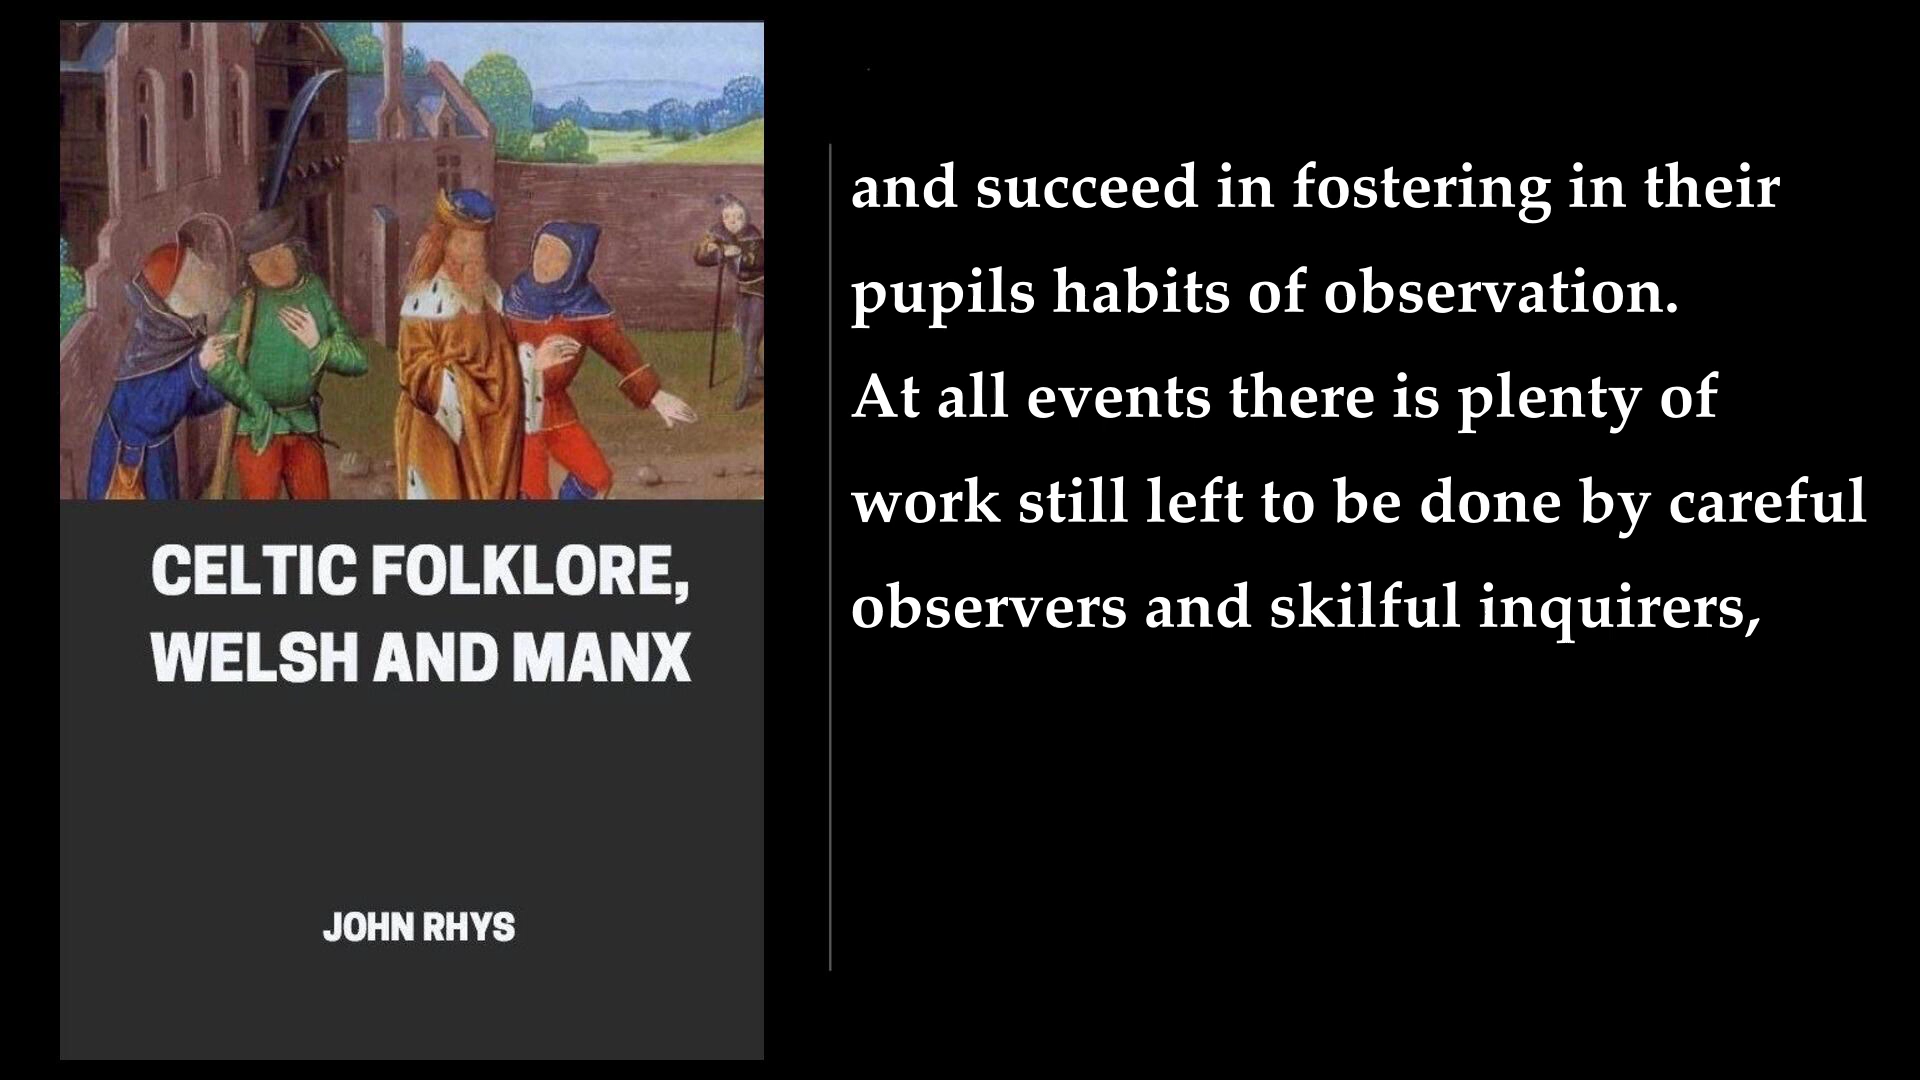 CELTIC FOLKLORE,
WELSH AND MANX
JOHN RHYS
and succeed in fostering in their
pupils habits of observation.
At all events there is plenty of
work still left to be done by careful
observers and skilful inquirers,